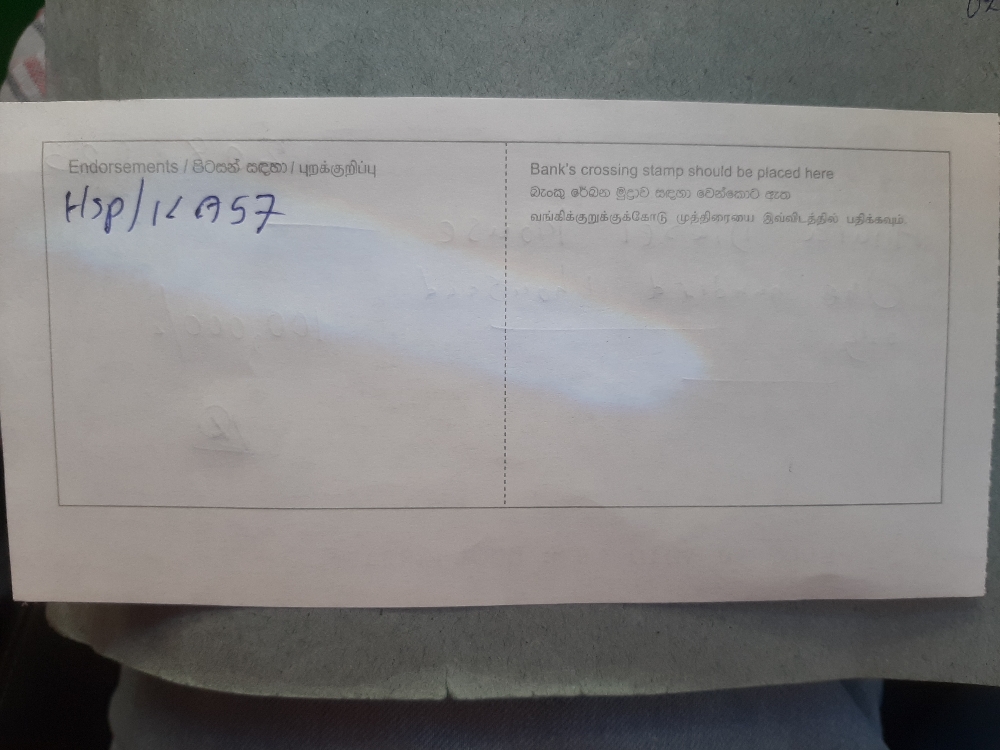 Endorsements / පිටසන් සඳහා / புறக்குறிப்பு
Hsp/KA57
Bank's crossing stamp should be placed here
බැංකු රේඛන මුද්‍රාව සඳහා වෙන්කොට ඇත
வங்கிக்குறுக்குக்கோடு முத்திரையை இவ்விடத்தில் பதிக்கவும்.